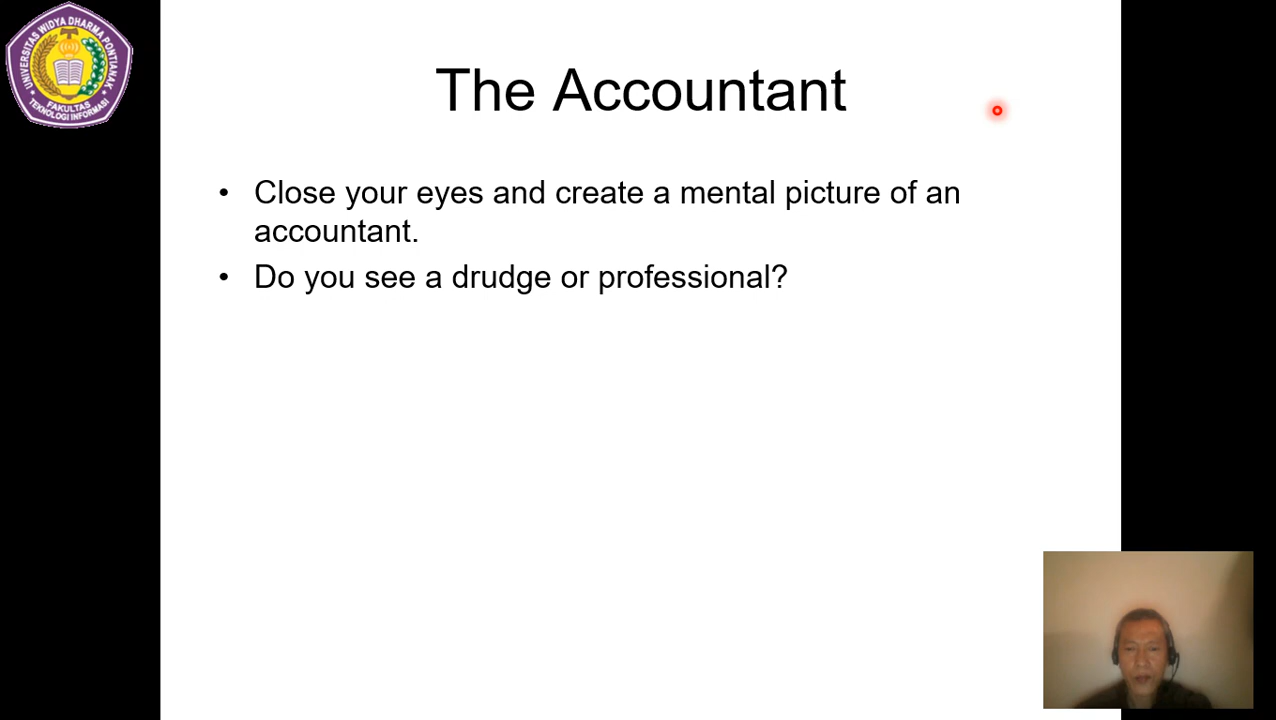 UNIVERSITAS WIDYA DHARMA PONTIANAK
FAKULTAS
TEKNOLOGI INFORMASI
The Accountant
• Close your eyes and create a mental picture of an
accountant.
• Do you see a drudge or professional?